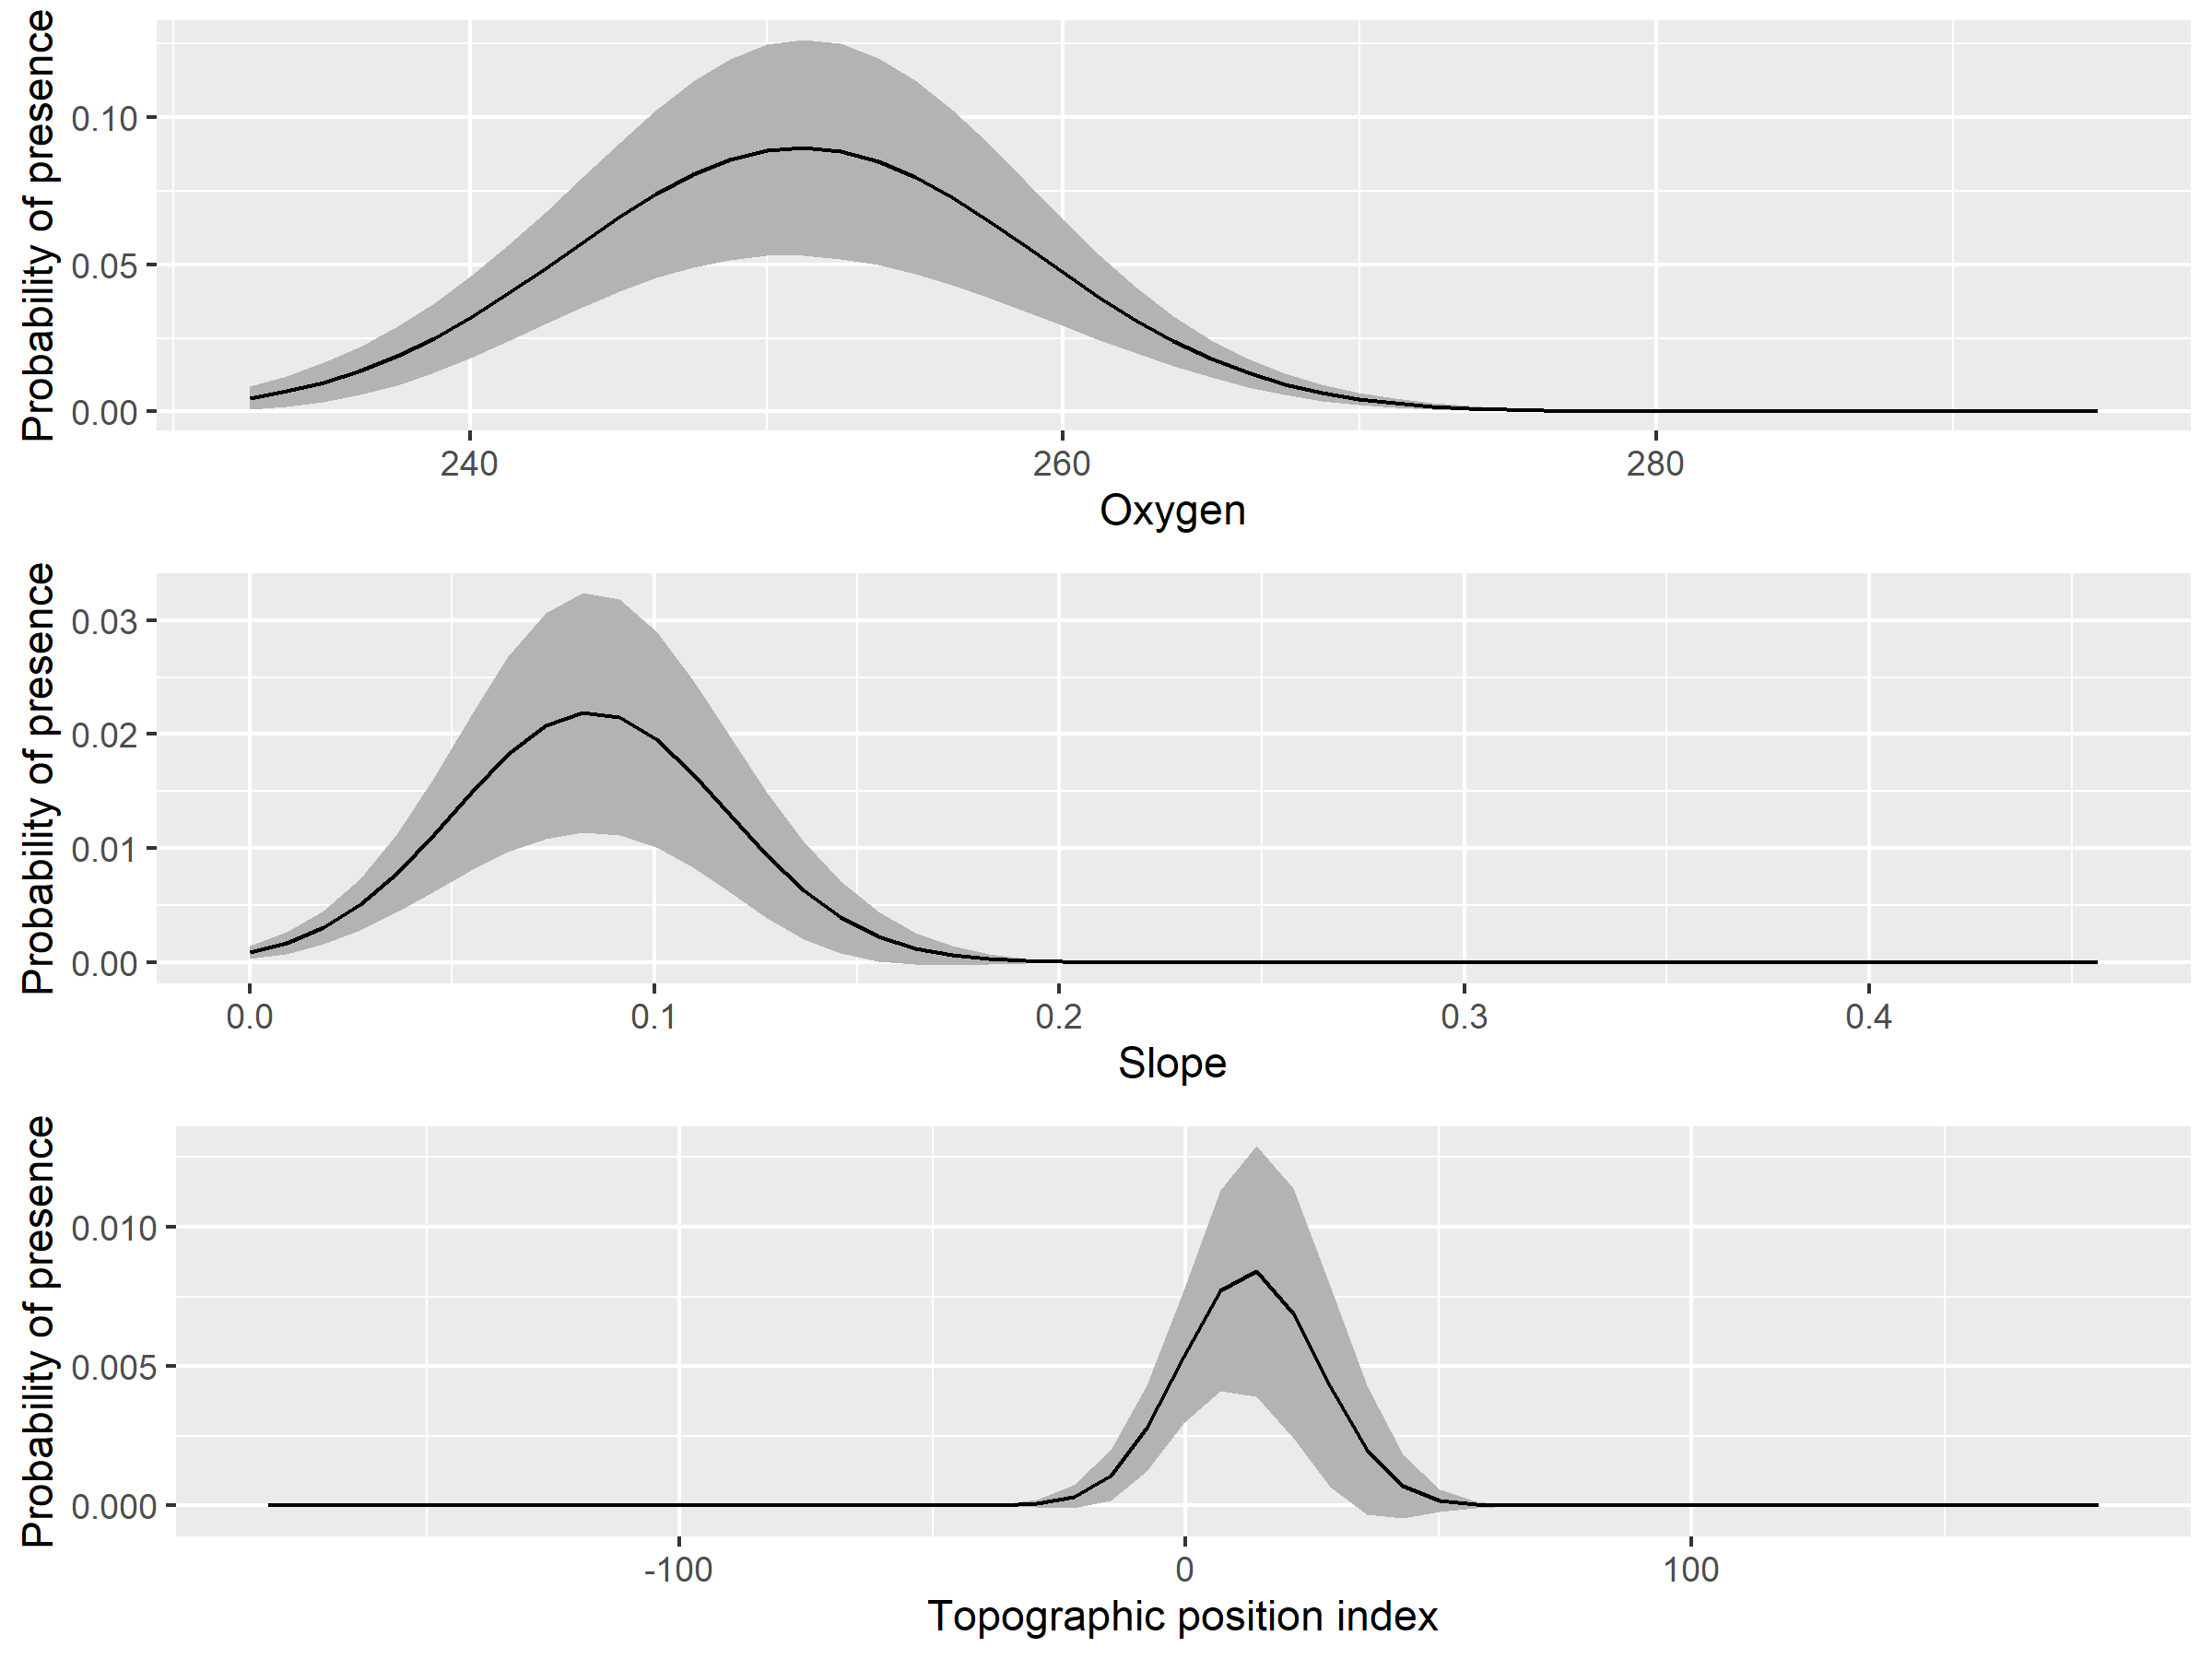 Probability of presence
0.10
0.05
0.00
240 260 280
Oxygen
Probability of presence
0.03
0.02
0.01
0.00
0.0 0.1 0.2 0.3 0.4
Slope
Probability of presence
0.010
0.005
0.000
-100 0 100
Topographic position index